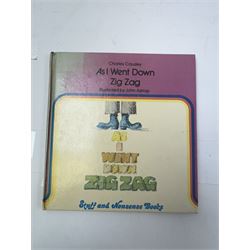 Charles Causley
As I Went Down
Zig Zag
Illustrated by John Astrop
AS
I
WENT
DOWN
ZIG ZAG
Stuff and Nonsense Books